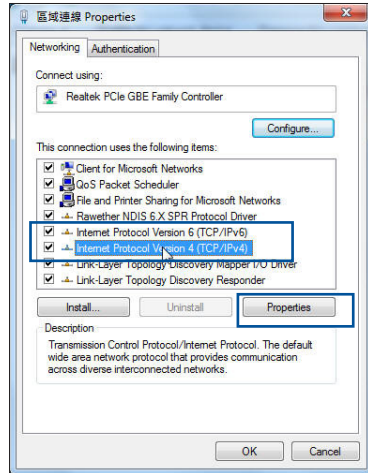 區域連線 Properties
Networking
Authentication
Connect using:
Realtek PCIe GBE Family Controller
Configure...
This connection uses the following items:
Client for Microsoft Networks
QoS Packet Scheduler
File and Printer Sharing for Microsoft Networks
Rawether NDIS 6.X SPR Protocol Driver
Internet Protocol Version 6 (TCP/IPv6)
Internet Protocol Version 4 (TCP/IPv4)
Link-Layer Topology Discovery Mapper I/O Driver
Link-Layer Topology Discovery Responder
Install...
Uninstall
Properties
Description
Transmission Control Protocol/Internet Protocol. The default
wide area network protocol that provides communication
across diverse interconnected networks.
OK
Cancel